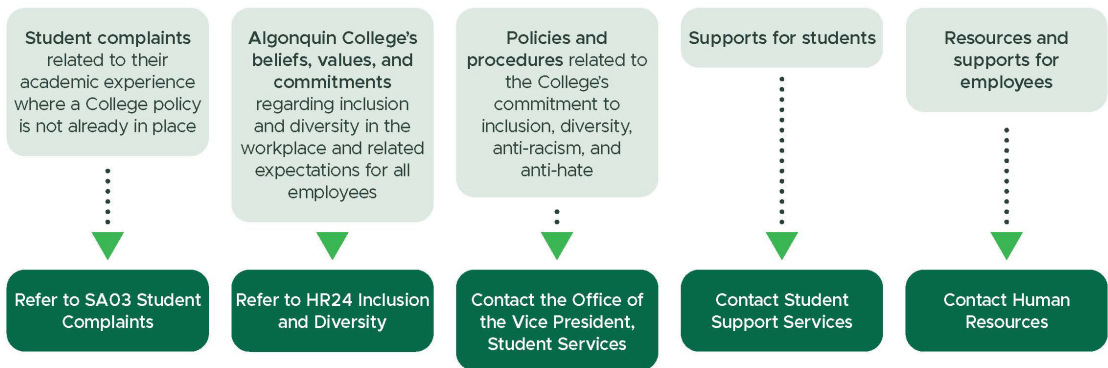 Student complaints
related to their
academic experience
where a College policy
is not already in place
Refer to SA03 Student
Complaints
Algonquin College’s
beliefs, values, and
commitments
regarding inclusion
and diversity in the
workplace and related
expectations for all
employees
Refer to HR24 Inclusion
and Diversity
Policies and
procedures related to
the College’s
commitment to
inclusion, diversity,
anti-racism, and
anti-hate
Contact the Office of
the Vice President,
Student Services
Supports for students
Contact Student
Support Services
Resources and
supports for
employees
Contact Human
Resources